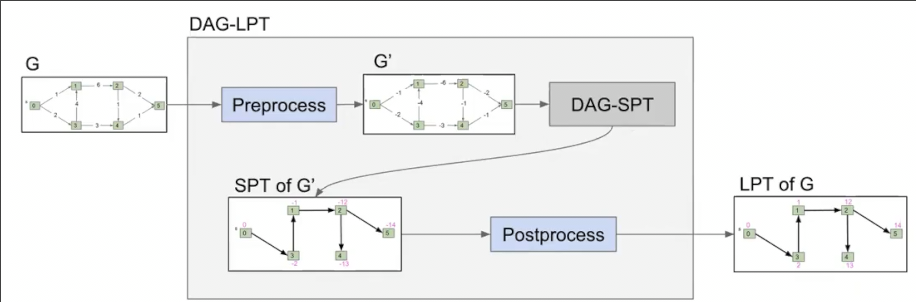 DAG-LPT
G
G'
1 6 2
1 2
0 4 1 5
2 1
3 3 4
Preprocess
1 -6 2
-1 -2
0 -4 -1 5
-2 -1
3 -3 4
DAG-SPT
SPT of G'
-1 -12
1 2
0 -14
0 5
3 4
-2 -13
Postprocess
LPT of G
1 12
1 2
0 14
0 5
3 4
2 13